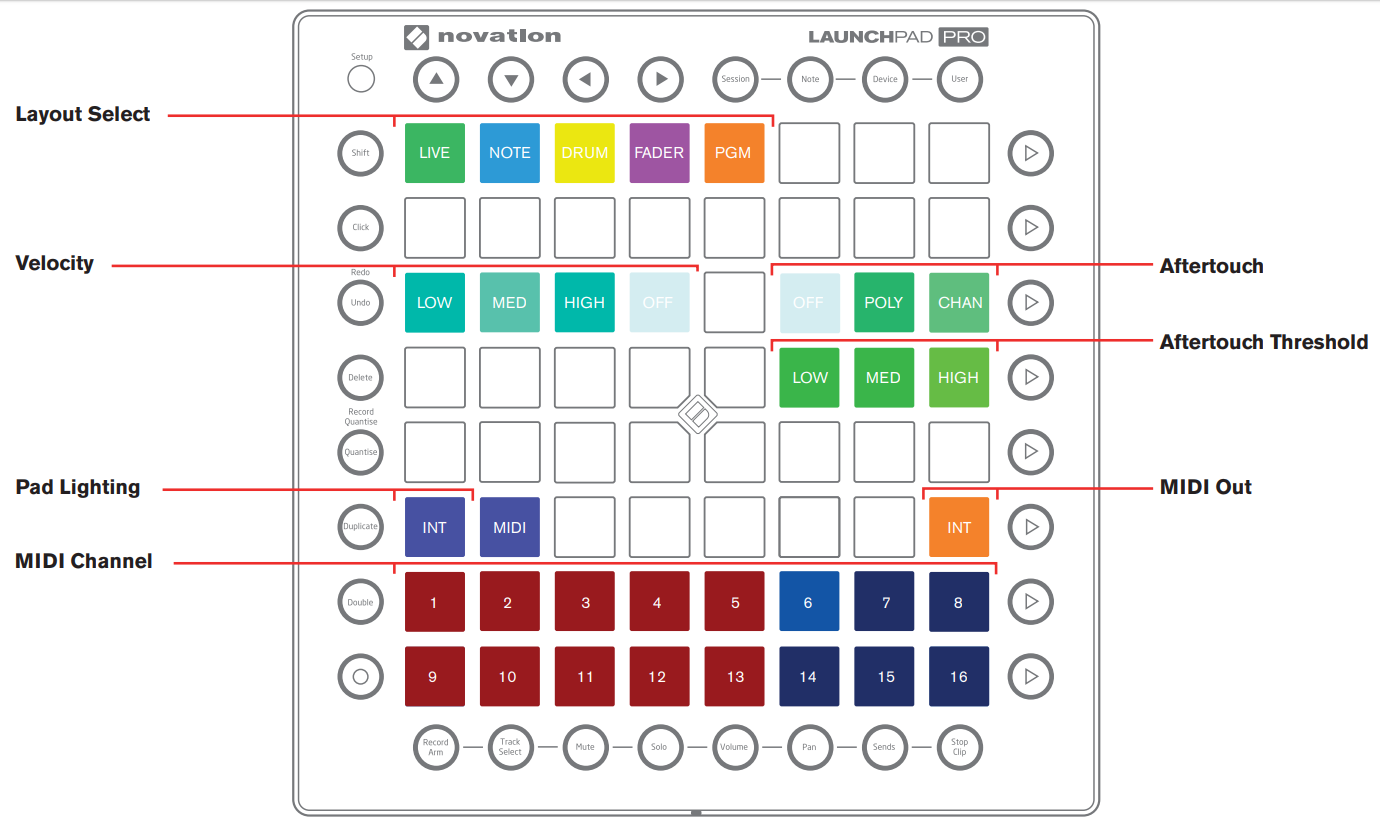 novation
LAUNCHPAD PRO
Setup
Session
Note
Device
User
Layout Select
Shift
LIVE
NOTE
DRUM
FADER
PGM
Click
Velocity
Aftertouch
Redo
Undo
LOW
MED
HIGH
OFF
OFF
POLY
CHAN
Aftertouch Threshold
Delete
LOW
MED
HIGH
Record
Quantise
Quantise
Pad Lighting
MIDI Out
Duplicate
INT
MIDI
INT
MIDI Channel
Double
1
2
3
4
5
6
7
8
9
10
11
12
13
14
15
16
Record
Arm
Track
Select
Mute
Solo
Volume
Pan
Sends
Stop
Clip